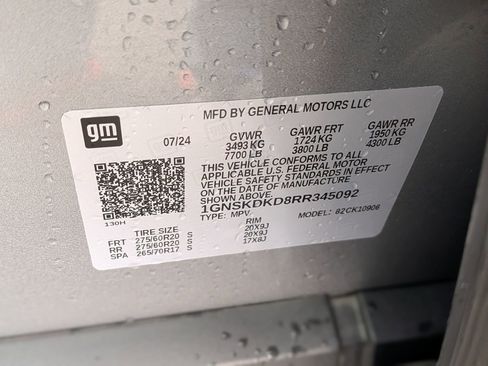 MFD BY GENERAL MOTORS LLC
gm
07/24 GVWR GAWR FRT GAWR RR
3493 KG 1724 KG 1950 KG
7700 LB 3800 LB 4300 LB
THIS VEHICLE CONFORMS TO ALL
APPLICABLE U.S. FEDERAL MOTOR
VEHICLE SAFETY STANDARDS IN EFFECT
ON THE DATE OF MANUFACTURE
1GNSKDKD8RR345092
TYPE: MPV MODEL: 82CK10906
130H
TIRE SIZE RIM
FRT 275/60R20 S 20X9J
RR 275/60R20 S 20X9J
SPA 265/70R17 S 17X8J